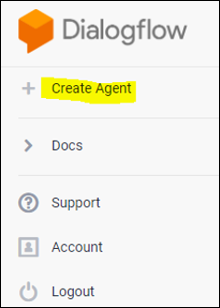 Dialogflow
Create Agent
Docs
Support
Account
Logout